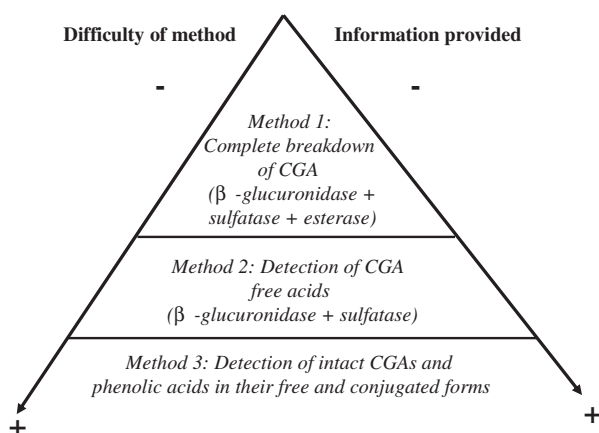 Difficulty of method
Information provided
-
-
Method 1:
Complete breakdown
of CGA
(β -glucuronidase +
sulfatase + esterase)
Method 2: Detection of CGA
free acids
(β -glucuronidase + sulfatase)
Method 3: Detection of intact CGAs and
phenolic acids in their free and conjugated forms
+
+